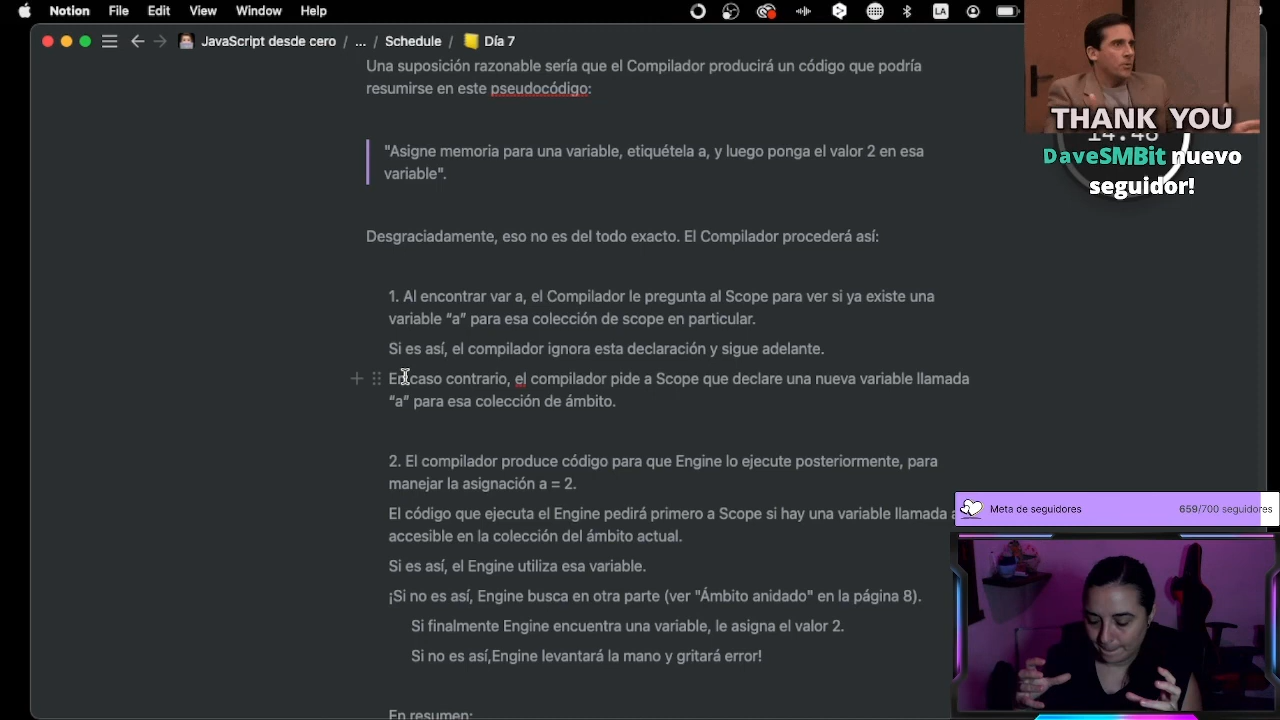 Notion File Edit View Window Help
LA
JavaScript desde cero / ... / Schedule / Día 7
Una suposición razonable sería que el Compilador producirá un código que podría
resumirse en este pseudocódigo:
"Asigne memoria para una variable, etiquétela a, y luego ponga el valor 2 en esa
variable".
Desgraciadamente, eso no es del todo exacto. El Compilador procederá así:
1. Al encontrar var a, el Compilador le pregunta al Scope para ver si ya existe una
variable “a” para esa colección de scope en particular.
Si es así, el compilador ignora esta declaración y sigue adelante.
En caso contrario, el compilador pide a Scope que declare una nueva variable llamada
“a” para esa colección de ámbito.
2. El compilador produce código para que Engine lo ejecute posteriormente, para
manejar la asignación a = 2.
El código que ejecuta el Engine pedirá primero a Scope si hay una variable llamada a
accesible en la colección del ámbito actual.
Si es así, el Engine utiliza esa variable.
¡Si no es así, Engine busca en otra parte (ver "Ámbito anidado" en la página 8).
Si finalmente Engine encuentra una variable, le asigna el valor 2.
Si no es así,Engine levantará la mano y gritará error!
En resumen:
THANK YOU
14:48
DaveSMBit nuevo
seguidor!
Meta de seguidores 659/700 seguidores